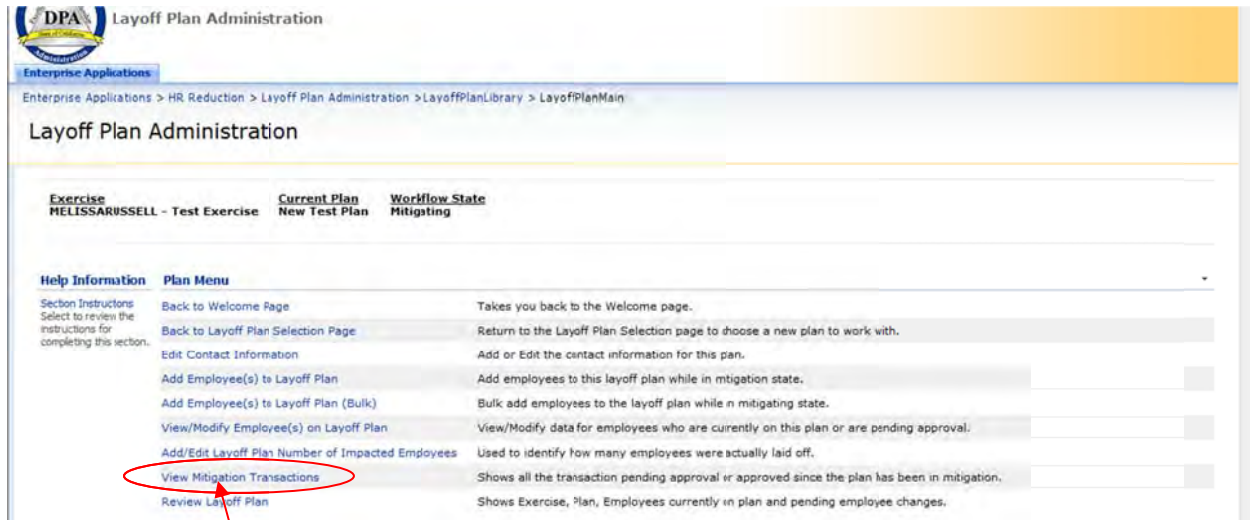 DPA
Layoff Plan Administration
State of California
Administration
Enterprise Applications
Enterprise Applications > HR Reduction > Layoff Plan Administration >LayoffPlanLibrary > LayoffPlanMain
Layoff Plan Administration
Exercise Current Plan Workflow State
MELISSARUSSELL - Test Exercise New Test Plan Mitigating
Help Information Plan Menu
Section Instructons
Select to review the
instructions for
completing this section.
Back to Welcome Page Takes you back to the Welcome page.
Back to Layoff Plan Selection Page Return to the Layoff Plan Selection page to choose a new plan to work with.
Edit Contact Information Add or Edit the contact information for this pan.
Add Employee(s) to Layoff Plan Add employees to this layoff plan while in mtigation state.
Add Employee(s) to Layoff Plan (Bulk) Bulk add employees to the layoff plan while n mitigating state.
View/Modify Employee(s) on Layoff Plan View/Modify data for employees who are currently on this plan or are pending approval.
Add/Edit Layoff Plan Number of Impacted Employees Used to identify how many employees were actually laid off.
View Mitigation Transactions Shows all the transaction pending approval or approved since the plan has been in mitigation.
Review Layoff Plan Shows Exercise, Plan, Employees currently in plan and pending employee changes.